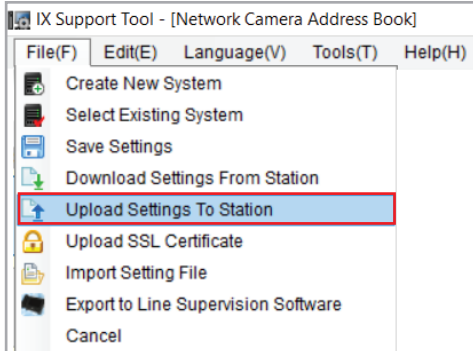 IX Support Tool - [Network Camera Address Book]
File(F) Edit(E) Language(V) Tools(T) Help(H)
Create New System
Select Existing System
Save Settings
Download Settings From Station
Upload Settings To Station
Upload SSL Certificate
Import Setting File
Export to Line Supervision Software
Cancel